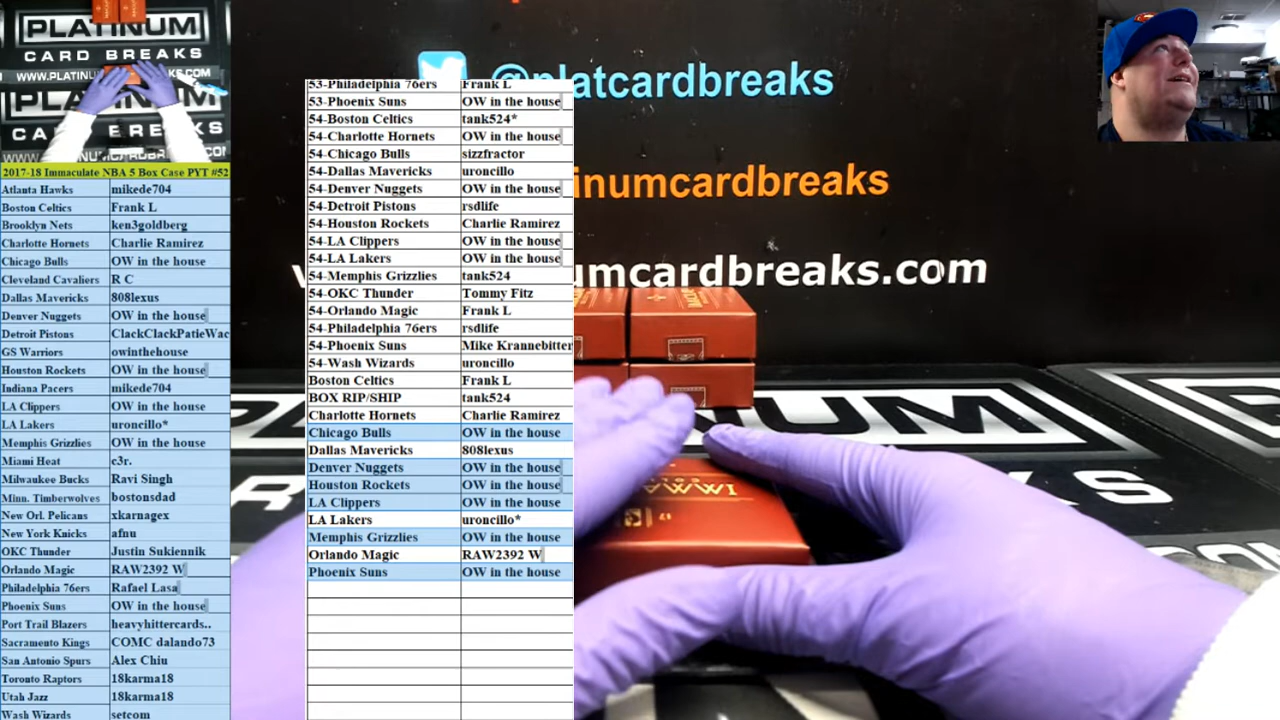 PLATINUM
CARD BREAKS
WWW.PLATIN KS.COM
PLATINUM
2017-18 Immaculate NBA 5 Box Case PYT #52
Atlanta Hawks mikede704
Boston Celtics Frank L
Brooklyn Nets ken3goldberg
Charlotte Hornets Charlie Ramirez
Chicago Bulls OW in the house
Cleveland Cavaliers R C
Dallas Mavericks 808lexus
Denver Nuggets OW in the house
Detroit Pistons ClackClackPatieWac
GS Warriors owinthehouse
Houston Rockets OW in the house
Indiana Pacers mikede704
LA Clippers OW in the house
LA Lakers uroncillo*
Memphis Grizzlies OW in the house
Miami Heat c3r.
Milwaukee Bucks Ravi Singh
Minn. Timberwolves bostonsdad
New Orl. Pelicans xkarnagex
New York Knicks afnu
OKC Thunder Justin Sukiennik
Orlando Magic RAW2392 W
Philadelphia 76ers Rafael Lasa
Phoenix Suns OW in the house
Port Trail Blazers heavyhittercards..
Sacramento Kings COMC dalando73
San Antonio Spurs Alex Chiu
Toronto Raptors 18karma18
Utah Jazz 18karma18
Wash Wizards setcom
53-Philadelphia 76ers Frank L
53-Phoenix Suns OW in the house
54-Boston Celtics tank524*
54-Charlotte Hornets OW in the house
54-Chicago Bulls sizzfractor
54-Dallas Mavericks uroncillo
54-Denver Nuggets OW in the house
54-Detroit Pistons rsdlife
54-Houston Rockets Charlie Ramirez
54-LA Clippers OW in the house
54-LA Lakers OW in the house
54-Memphis Grizzlies tank524
54-OKC Thunder Tommy Fitz
54-Orlando Magic Frank L
54-Philadelphia 76ers rsdlife
54-Phoenix Suns Mike Krannebitter
54-Wash Wizards uroncillo
Boston Celtics Frank L
BOX RIP/SHIP tank524
Charlotte Hornets Charlie Ramirez
Chicago Bulls OW in the house
Dallas Mavericks 808lexus
Denver Nuggets OW in the house
Houston Rockets OW in the house
LA Clippers OW in the house
LA Lakers uroncillo*
Memphis Grizzlies OW in the house
Orlando Magic RAW2392 W
Phoenix Suns OW in the house
@platcardbreaks
inumcardbreaks
w umcardbreaks.com
PL NUM
R KS